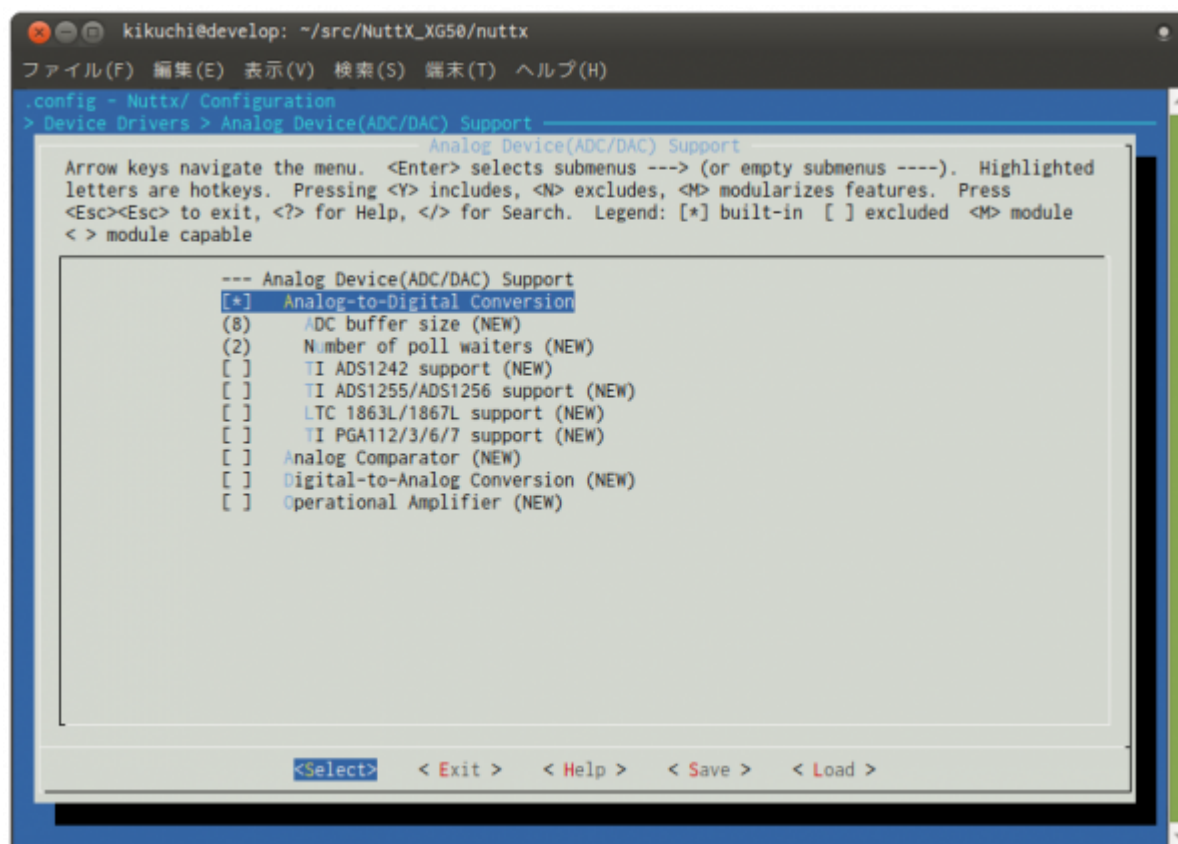 kikuchi@develop: ~/src/NuttX_XG50/nuttx
ファイル(F) 編集(E) 表示(V) 検索(S) 端末(T) ヘルプ(H)
.config - Nuttx/ Configuration
> Device Drivers > Analog Device(ADC/DAC) Support
Analog Device(ADC/DAC) Support
Arrow keys navigate the menu. <Enter> selects submenus ---> (or empty submenus ----). Highlighted
letters are hotkeys. Pressing <Y> includes, <N> excludes, <M> modularizes features. Press
<Esc><Esc> to exit, <?> for Help, </> for Search. Legend: [*] built-in [ ] excluded <M> module
< > module capable
--- Analog Device(ADC/DAC) Support
[*] Analog-to-Digital Conversion
(8) ADC buffer size (NEW)
(2) Number of poll waiters (NEW)
[ ] TI ADS1242 support (NEW)
[ ] TI ADS1255/ADS1256 support (NEW)
[ ] LTC 1863L/1867L support (NEW)
[ ] TI PGA112/3/6/7 support (NEW)
[ ] Analog Comparator (NEW)
[ ] Digital-to-Analog Conversion (NEW)
[ ] Operational Amplifier (NEW)
<Select> < Exit > < Help > < Save > < Load >